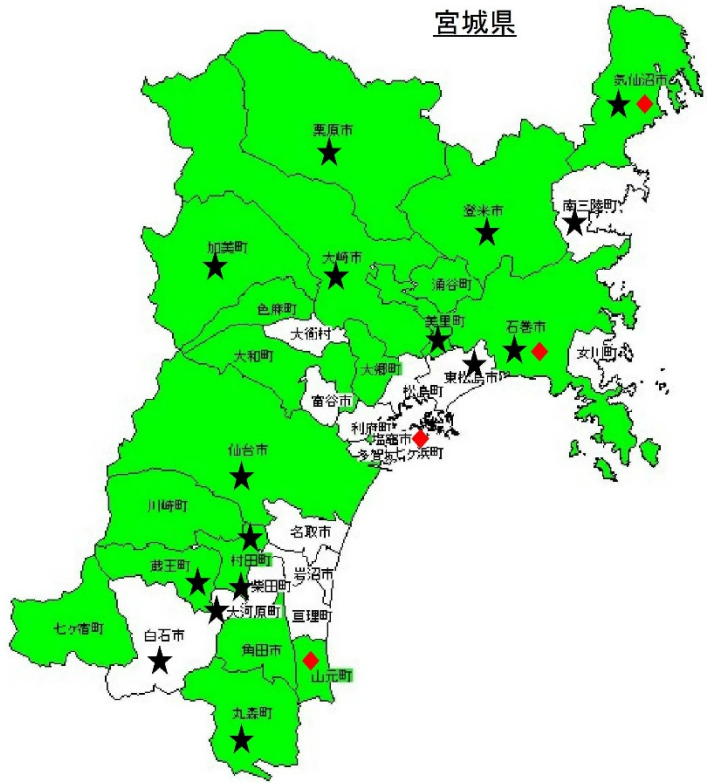 宮城県
気仙沼市
栗原市
南三陸町
登米市
加美町
大崎市
涌谷町
色麻町
美里町
石巻市
大衡村
大和町
大郷町
女川町
東松島市
松島町
富谷市
利府町
塩竈市
七ヶ浜町
仙台市
川崎町
名取市
村田町
岩沼市
蔵王町
柴田町
大河原町
亘理町
七ヶ宿町
白石市
角田市
山元町
丸森町